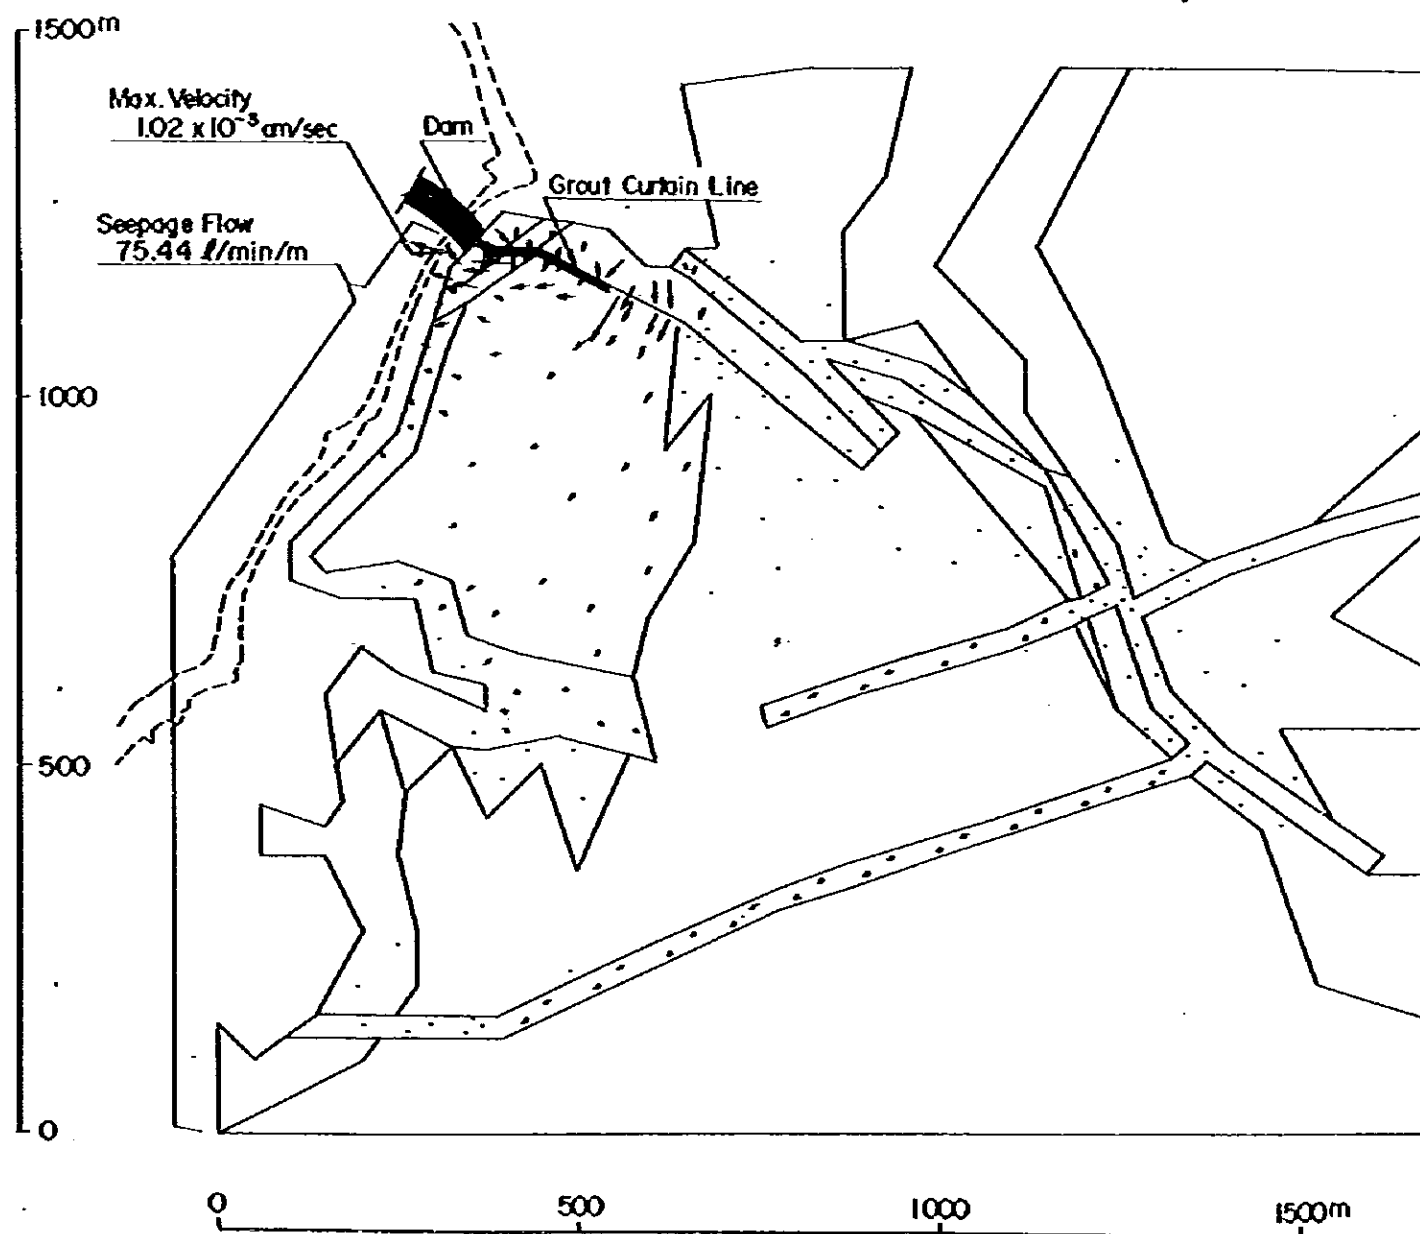 1500m
Max. Velocity
1.02 x 10⁻³ cm/sec
Dam
Grout Curtain Line
Seepage Flow
75.44 ℓ/min/m
1000
500
0
0 500 1000 1500m